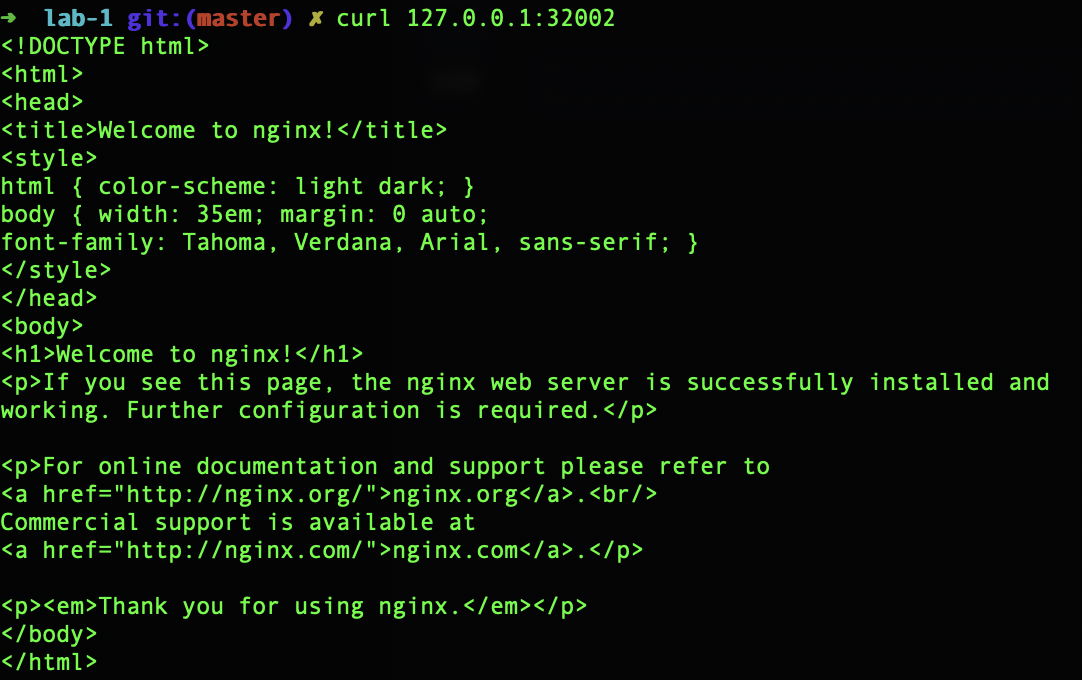 ➜  lab-1 git:(master) ✗ curl 127.0.0.1:32002
<!DOCTYPE html>
<html>
<head>
<title>Welcome to nginx!</title>
<style>
html { color-scheme: light dark; }
body { width: 35em; margin: 0 auto;
font-family: Tahoma, Verdana, Arial, sans-serif; }
</style>
</head>
<body>
<h1>Welcome to nginx!</h1>
<p>If you see this page, the nginx web server is successfully installed and
working. Further configuration is required.</p>

<p>For online documentation and support please refer to
<a href="http://nginx.org/">nginx.org</a>.<br/>
Commercial support is available at
<a href="http://nginx.com/">nginx.com</a>.</p>

<p><em>Thank you for using nginx.</em></p>
</body>
</html>